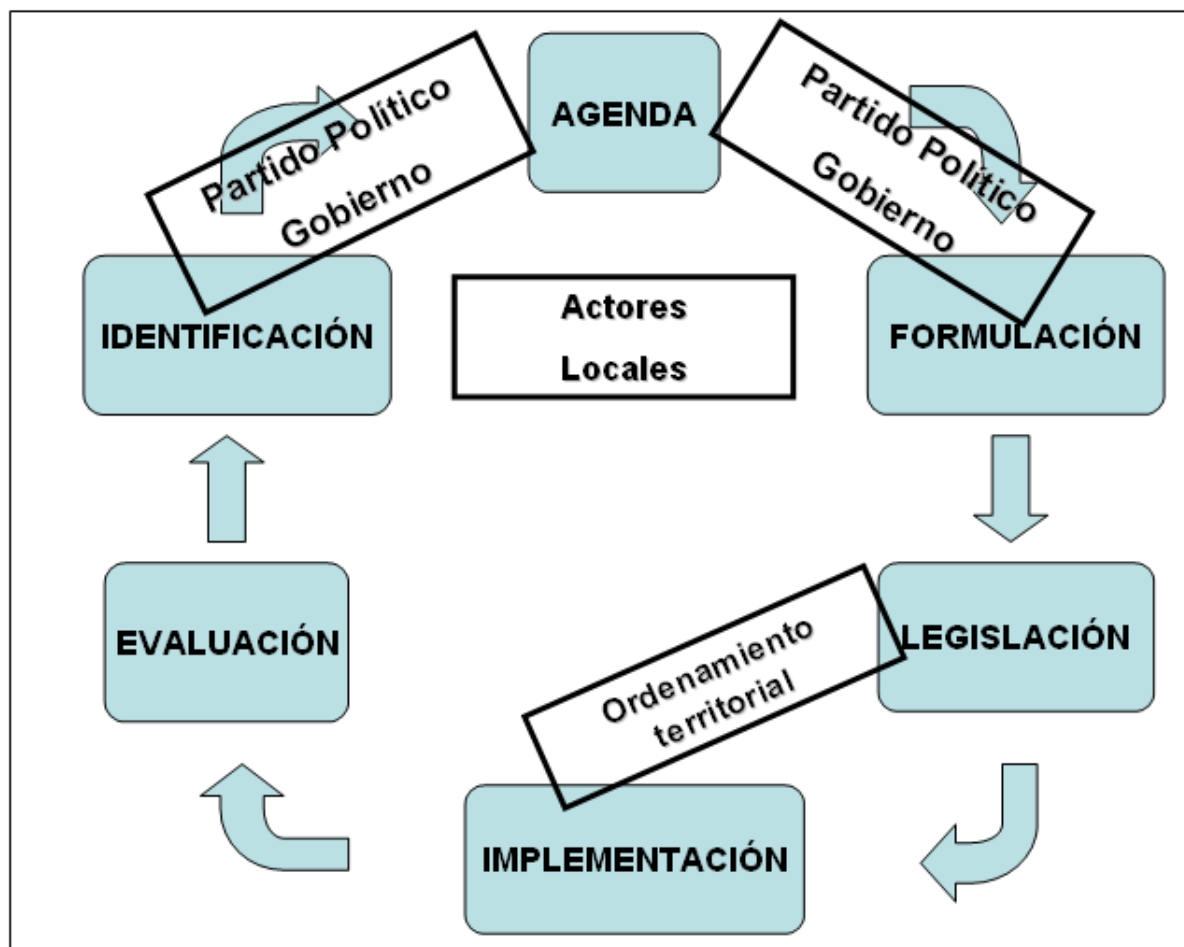 Partido Político
Gobierno
AGENDA
Partido Político
Gobierno
IDENTIFICACIÓN
Actores
Locales
FORMULACIÓN
EVALUACIÓN
Ordenamiento
territorial
LEGISLACIÓN
IMPLEMENTACIÓN